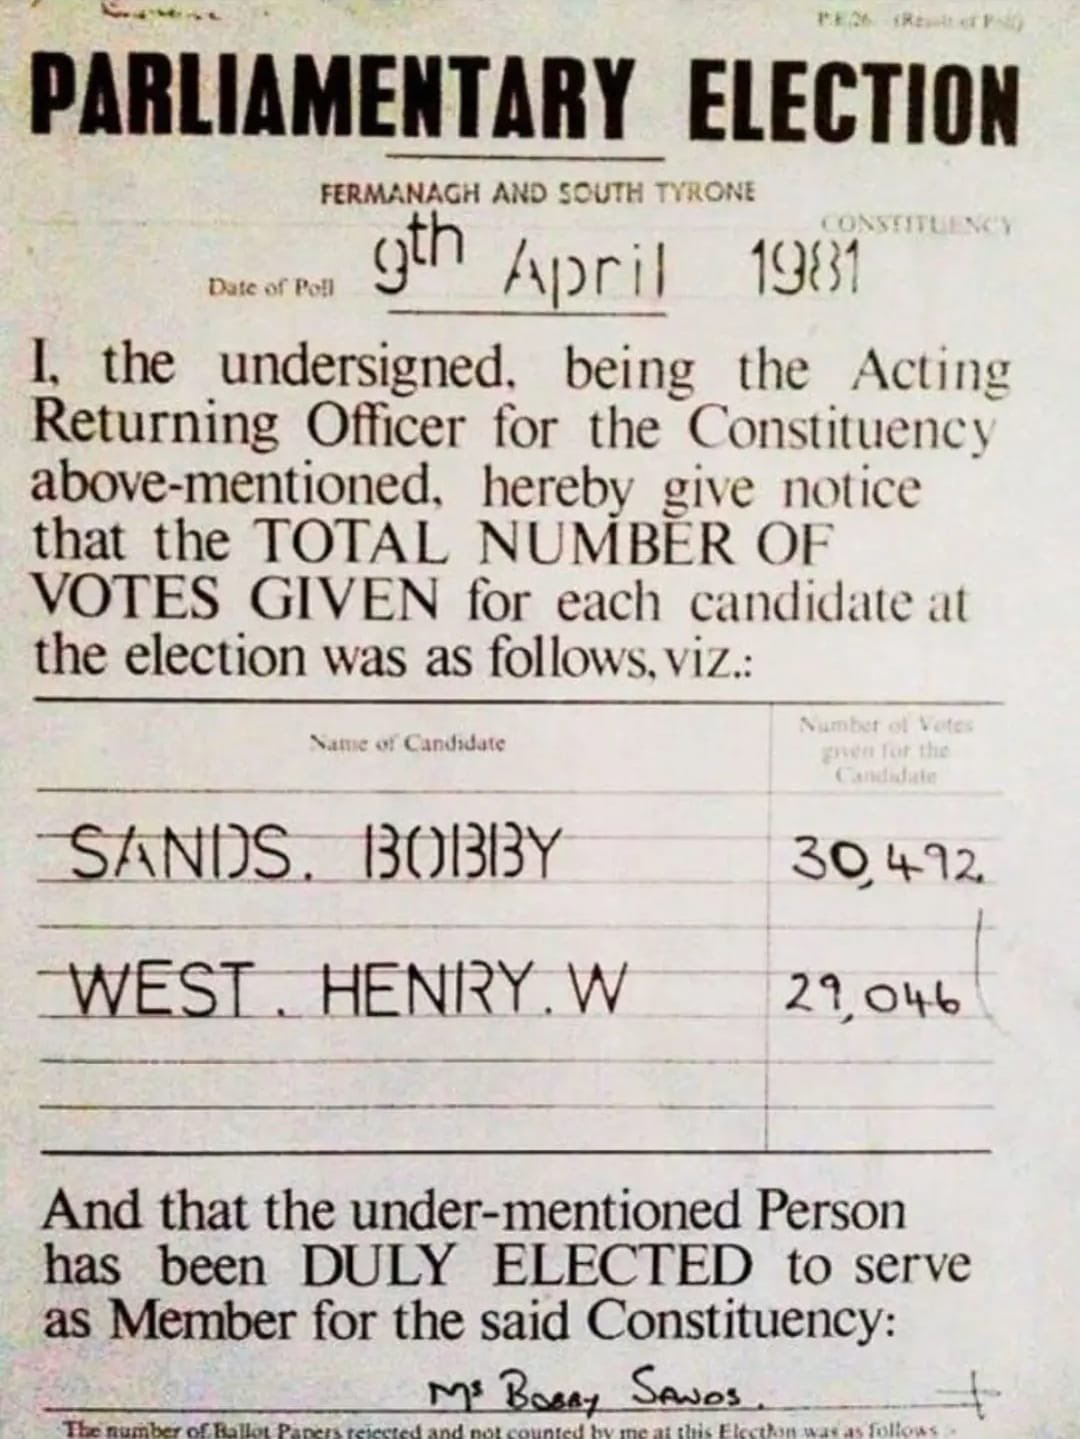 P.E.26 (Result of Poll)
PARLIAMENTARY ELECTION
FERMANAGH AND SOUTH TYRONE
CONSTITUENCY
Date of Poll 9th April 1981
I, the undersigned, being the Acting
Returning Officer for the Constituency
above-mentioned, hereby give notice
that the TOTAL NUMBER OF
VOTES GIVEN for each candidate at
the election was as follows, viz.:
Name of Candidate
Number of Votes
given for the
Candidate
SANDS. BOBBY 30,492.
WEST. HENRY. W 29,046
And that the under-mentioned Person
has been DULY ELECTED to serve
as Member for the said Constituency:
Mr Bobby Sands.
The number of Ballot Papers rejected and not counted by me at this Election was as follows :-